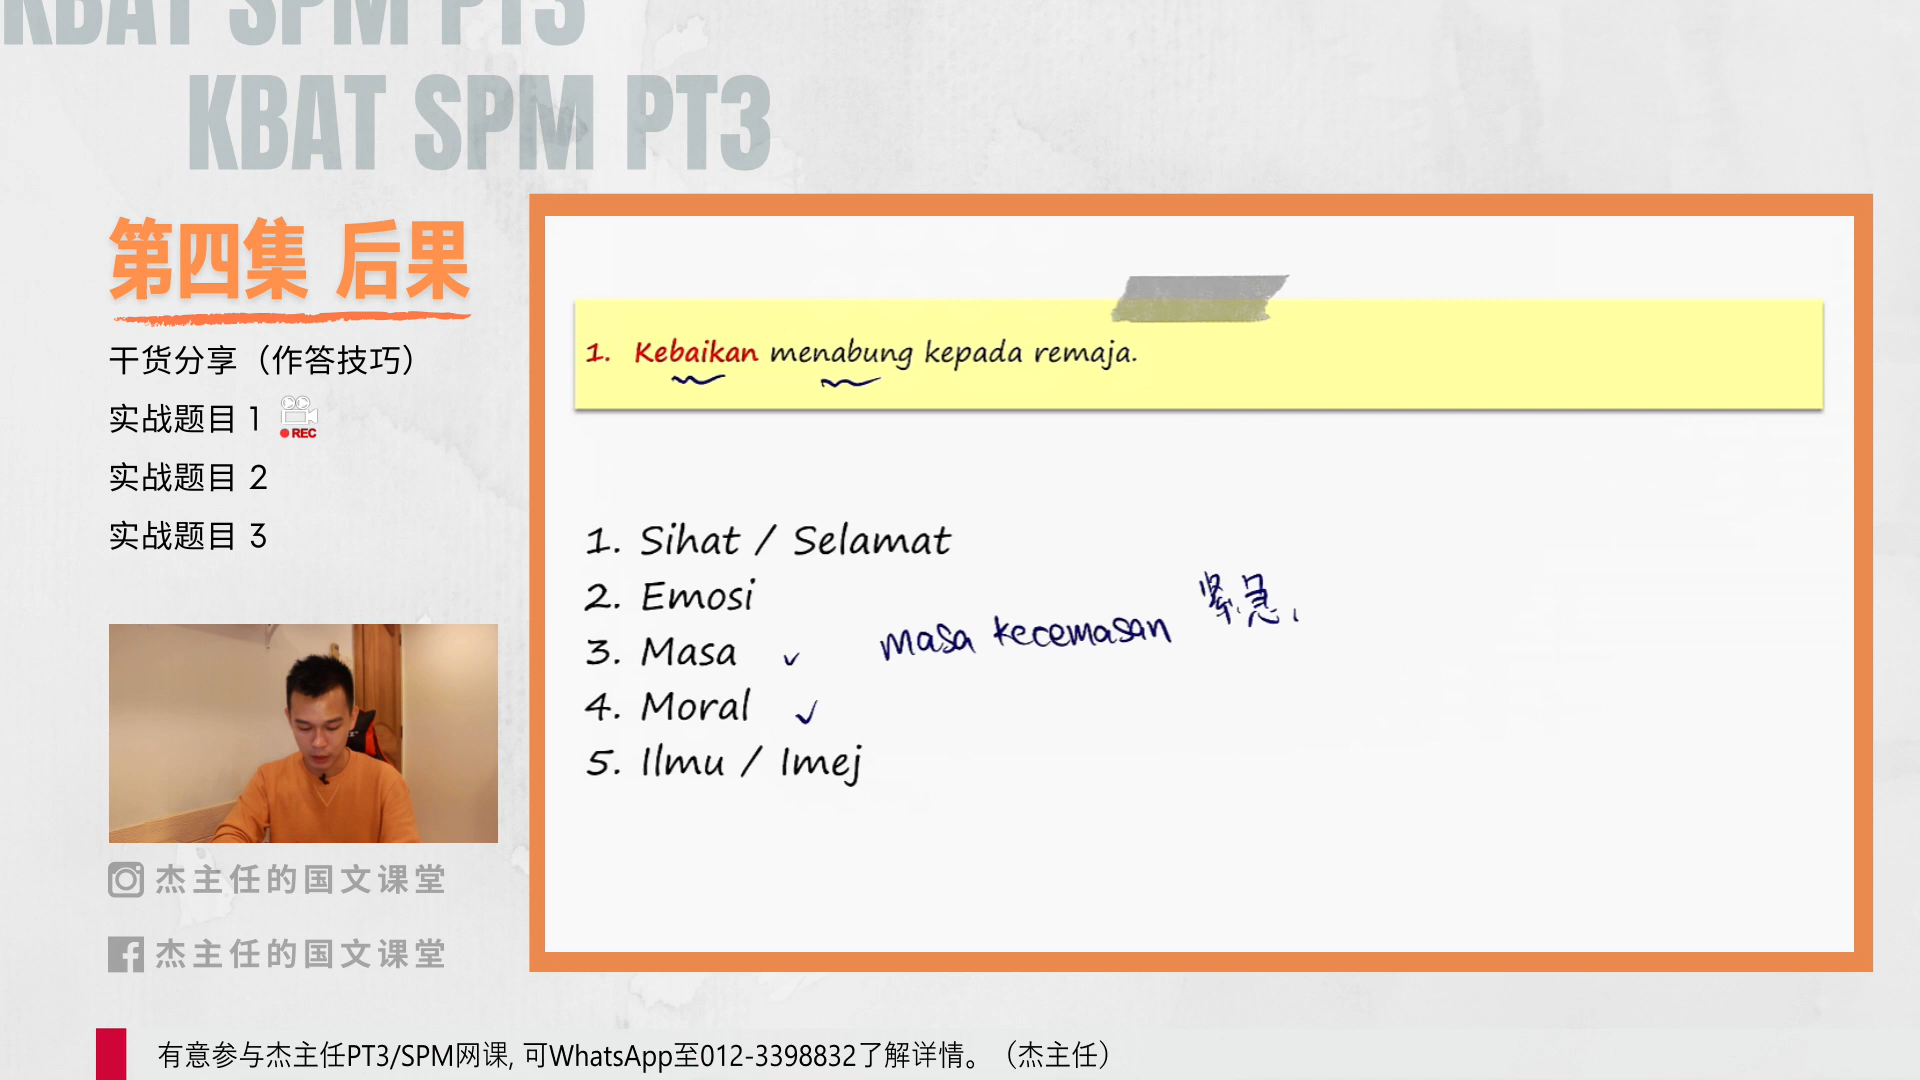 KBAT SPM PT3
KBAT SPM PT3
第四集 后果
干货分享（作答技巧）
实战题目 1
REC
实战题目 2
实战题目 3
1. Kebaikan menabung kepada remaja.
1. Sihat / Selamat
2. Emosi
3. Masa ✓ masa kecemasan 紧急,
4. Moral ✓
5. Ilmu / Imej
杰主任的国文课堂
杰主任的国文课堂
有意参与杰主任PT3/SPM网课, 可WhatsApp至012-3398832了解详情。（杰主任）